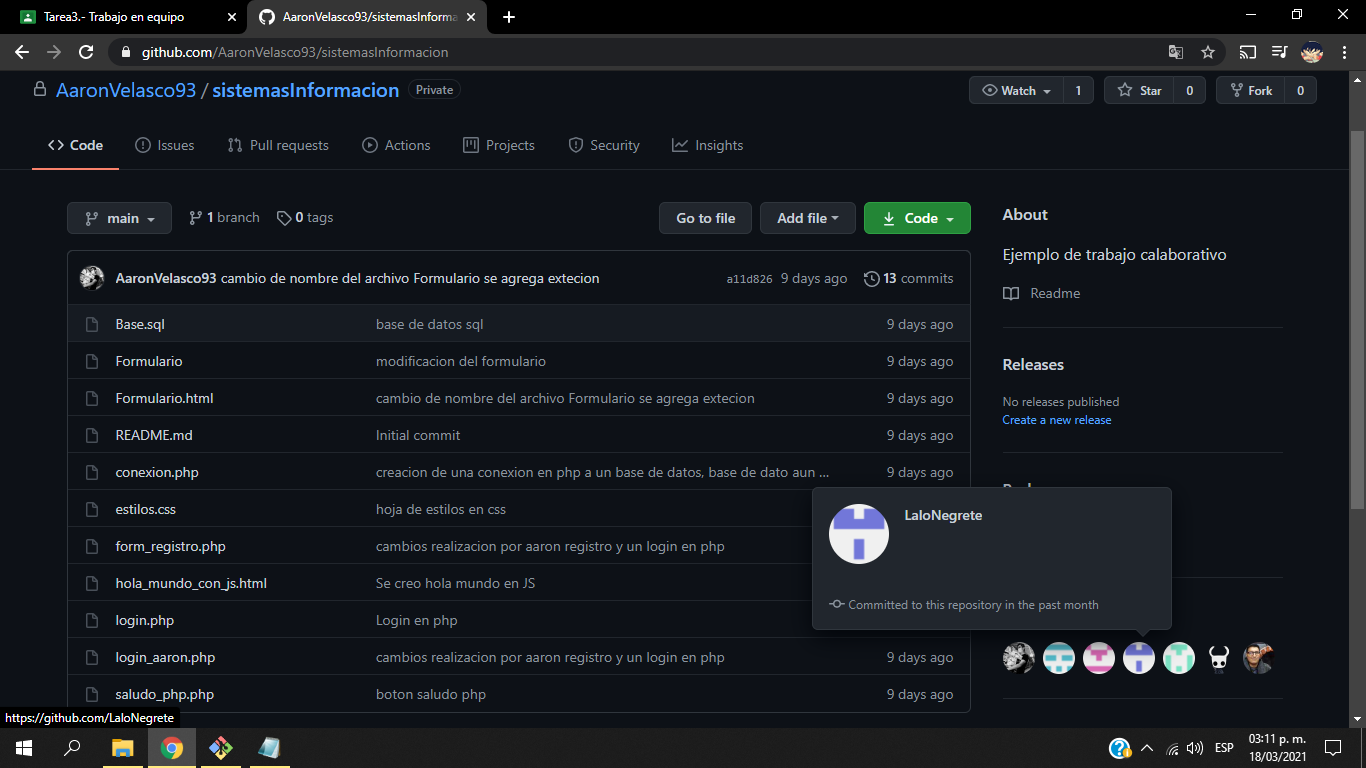 Tarea3.- Trabajo en equipo
AaronVelasco93/sistemasInforma
github.com/AaronVelasco93/sistemasInformacion
AaronVelasco93 / sistemasInformacion Private
Watch 1 Star 0 Fork 0
Code Issues Pull requests Actions Projects Security Insights
main 1 branch 0 tags Go to file Add file Code
AaronVelasco93 cambio de nombre del archivo Formulario se agrega extecion a11d826 9 days ago 13 commits
Base.sql base de datos sql 9 days ago
Formulario modificacion del formulario 9 days ago
Formulario.html cambio de nombre del archivo Formulario se agrega extecion 9 days ago
README.md Initial commit 9 days ago
conexion.php creacion de una conexion en php a un base de datos, base de dato aun ... 9 days ago
estilos.css hoja de estilos en css
form_registro.php cambios realizacion por aaron registro y un login en php
hola_mundo_con_js.html Se creo hola mundo en JS
login.php Login en php
login_aaron.php cambios realizacion por aaron registro y un login en php 9 days ago
saludo_php.php boton saludo php 9 days ago
About
Ejemplo de trabajo calaborativo
Readme
Releases
No releases published
Create a new release
LaloNegrete
Committed to this repository in the past month
https://github.com/LaloNegrete
ESP
03:11 p. m.
18/03/2021